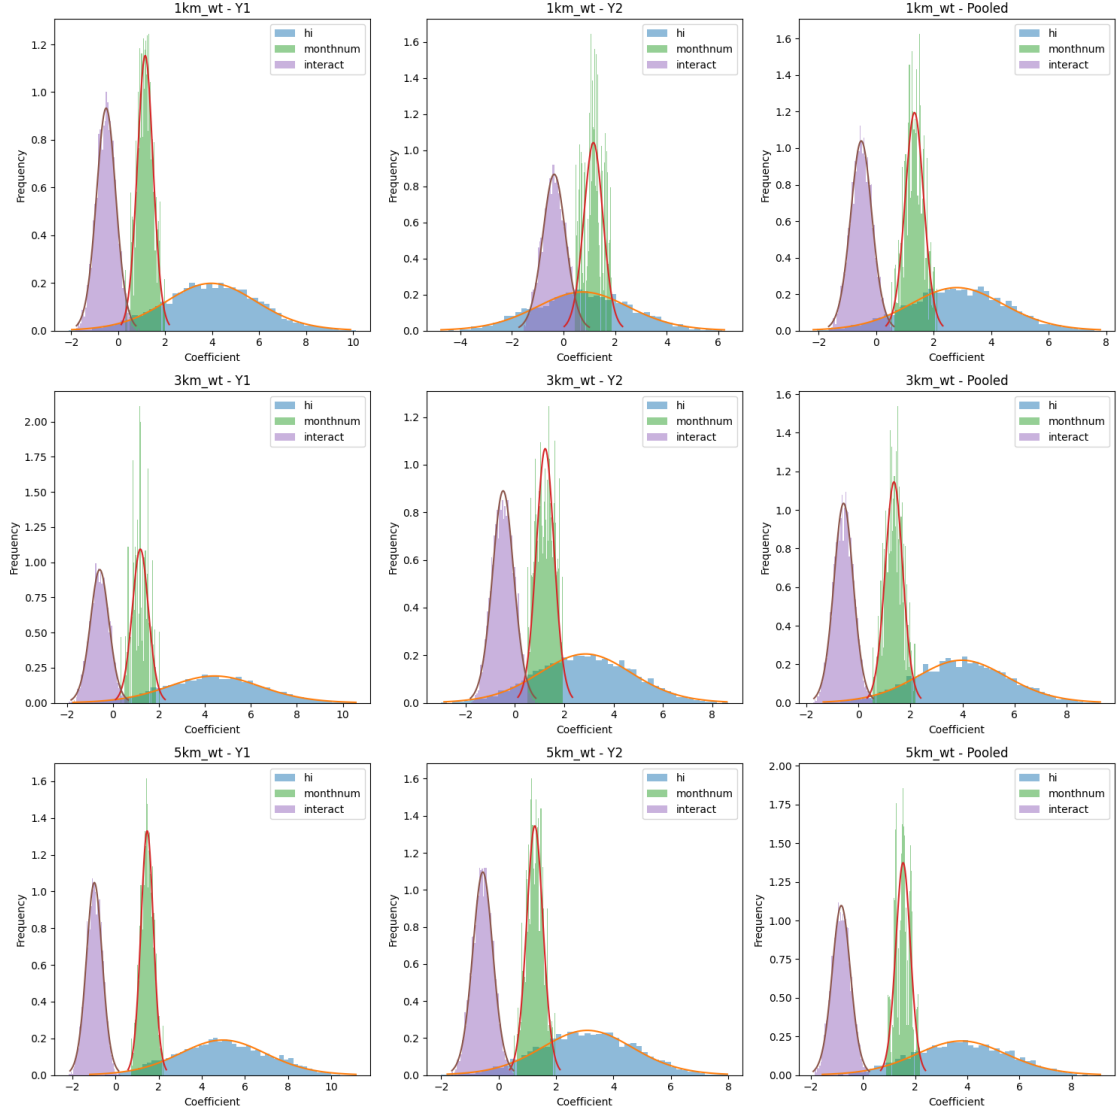 1km_wt - Y1
1km_wt - Y2
1km_wt - Pooled
hi
monthnum
interact
hi
monthnum
interact
hi
monthnum
interact
Frequency
Frequency
Frequency
1.2
1.0
0.8
0.6
0.4
0.2
0.0
1.6
1.4
1.2
1.0
0.8
0.6
0.4
0.2
0.0
1.6
1.4
1.2
1.0
0.8
0.6
0.4
0.2
0.0
−2 0 2 4 6 8 10
−4 −2 0 2 4 6
−2 0 2 4 6 8
Coefficient
Coefficient
Coefficient
3km_wt - Y1
3km_wt - Y2
3km_wt - Pooled
hi
monthnum
interact
hi
monthnum
interact
hi
monthnum
interact
Frequency
Frequency
Frequency
2.00
1.75
1.50
1.25
1.00
0.75
0.50
0.25
0.00
1.2
1.0
0.8
0.6
0.4
0.2
0.0
1.6
1.4
1.2
1.0
0.8
0.6
0.4
0.2
0.0
−2 0 2 4 6 8 10
−2 0 2 4 6 8
−2 0 2 4 6 8
Coefficient
Coefficient
Coefficient
5km_wt - Y1
5km_wt - Y2
5km_wt - Pooled
hi
monthnum
interact
hi
monthnum
interact
hi
monthnum
interact
Frequency
Frequency
Frequency
1.6
1.4
1.2
1.0
0.8
0.6
0.4
0.2
0.0
1.6
1.4
1.2
1.0
0.8
0.6
0.4
0.2
0.0
2.00
1.75
1.50
1.25
1.00
0.75
0.50
0.25
0.00
−2 0 2 4 6 8 10
−2 0 2 4 6 8
−2 0 2 4 6 8
Coefficient
Coefficient
Coefficient